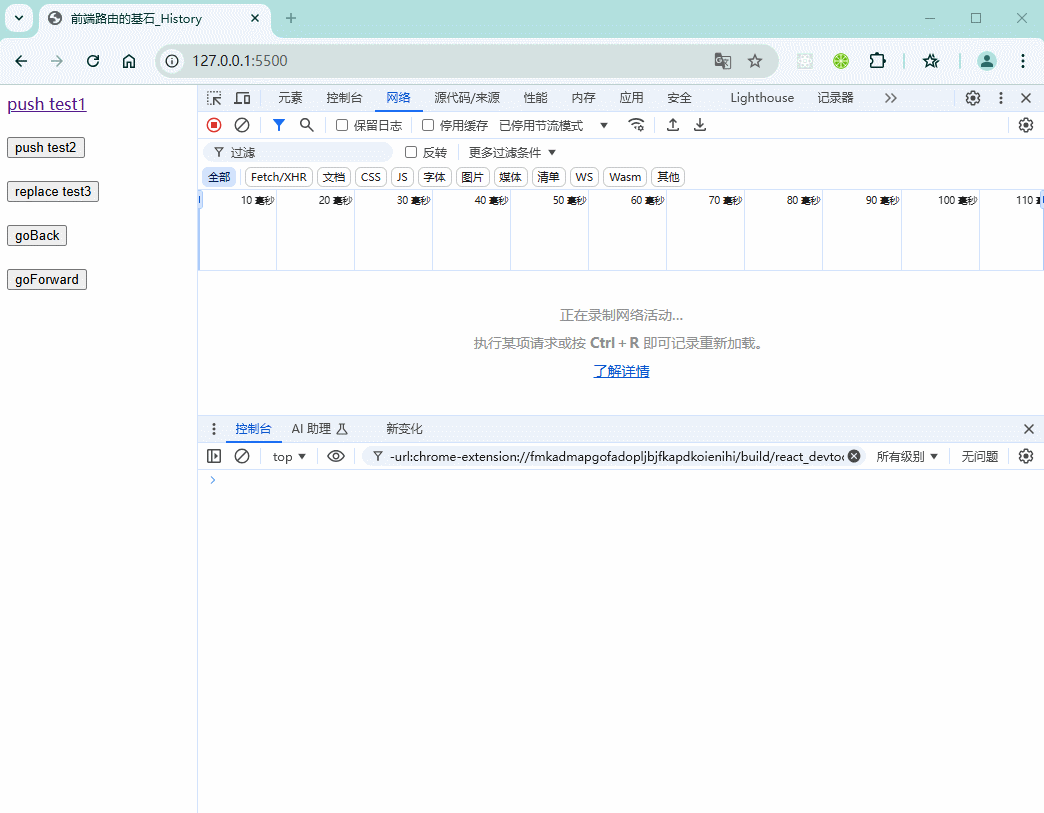 前端路由的基石_History
127.0.0.1:5500
push test1
push test2
replace test3
goBack
goForward
元素 控制台 网络 源代码/来源 性能 内存 应用 安全 Lighthouse 记录器
保留日志 停用缓存 已停用节流模式
过滤 反转 更多过滤条件
全部 Fetch/XHR 文档 CSS JS 字体 图片 媒体 清单 WS Wasm 其他
10 毫秒 20 毫秒 30 毫秒 40 毫秒 50 毫秒 60 毫秒 70 毫秒 80 毫秒 90 毫秒 100 毫秒 110
正在录制网络活动...
执行某项请求或按 Ctrl + R 即可记录重新加载。
了解详情
控制台 AI 助理 新变化
top -url:chrome-extension://fmkadmapgofadopljbjfkapdkoienihi/build/react_devtoo 所有级别 无问题